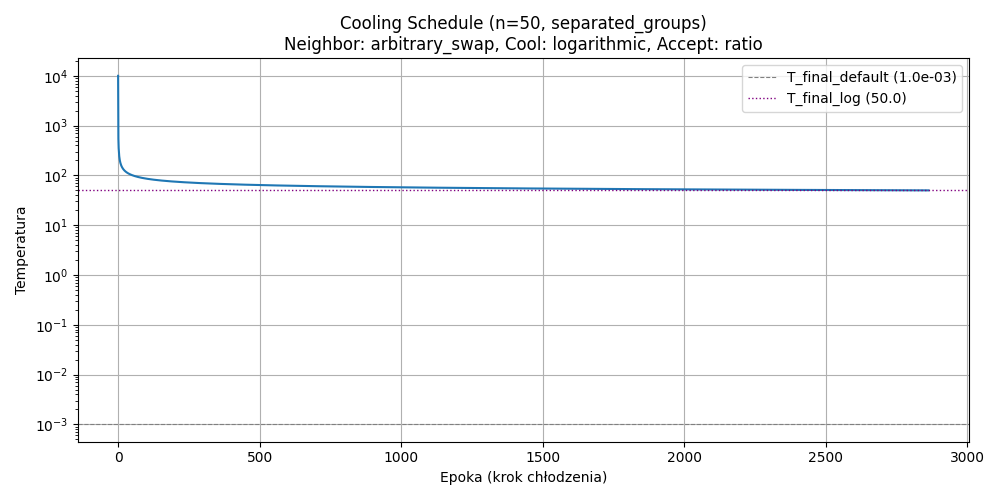 Cooling Schedule (n=50, separated_groups)
Neighbor: arbitrary_swap, Cool: logarithmic, Accept: ratio
T_final_default (1.0e-03)
T_final_log (50.0)
Temperatura
10⁴
10³
10²
10¹
10⁰
10⁻¹
10⁻²
10⁻³
0 500 1000 1500 2000 2500 3000
Epoka (krok chłodzenia)